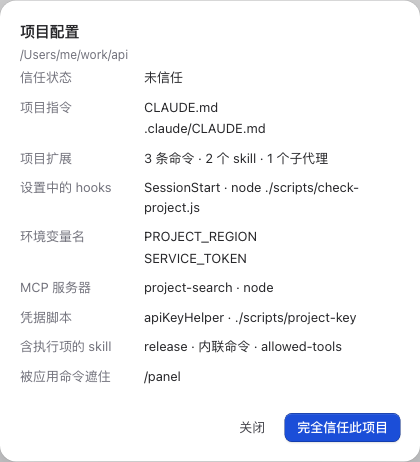 项目配置
/Users/me/work/api
信任状态 未信任
项目指令 CLAUDE.md
.claude/CLAUDE.md
项目扩展 3 条命令 · 2 个 skill · 1 个子代理
设置中的 hooks SessionStart · node ./scripts/check-
project.js
环境变量名 PROJECT_REGION
SERVICE_TOKEN
MCP 服务器 project-search · node
凭据脚本 apiKeyHelper · ./scripts/project-key
含执行项的 skill release · 内联命令 · allowed-tools
被应用命令遮住 /panel
关闭 完全信任此项目